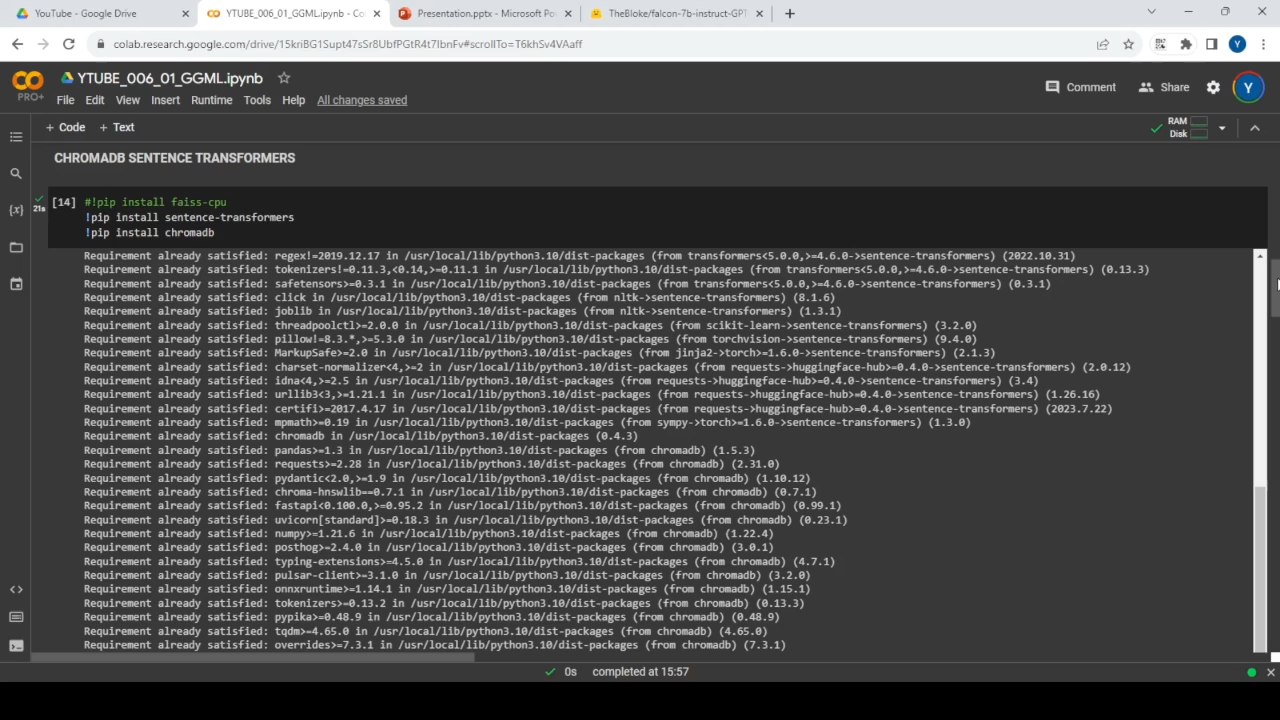 YouTube - Google Drive
YTUBE_006_01_GGML.ipynb - Co
Presentation.pptx - Microsoft Po
TheBloke/falcon-7b-instruct-GPT
colab.research.google.com/drive/15kriBG1Supt47sSr8UbfPGtR4t7IbnFv#scrollTo=T6khSv4VAaff
Y
PRO+
YTUBE_006_01_GGML.ipynb
File Edit View Insert Runtime Tools Help All changes saved
Comment Share Y
+ Code + Text
RAM
Disk
CHROMADB SENTENCE TRANSFORMERS
21s
[14] #!pip install faiss-cpu
!pip install sentence-transformers
!pip install chromadb
Requirement already satisfied: regex!=2019.12.17 in /usr/local/lib/python3.10/dist-packages (from transformers<5.0.0,>=4.6.0->sentence-transformers) (2022.10.31)
Requirement already satisfied: tokenizers!=0.11.3,<0.14,>=0.11.1 in /usr/local/lib/python3.10/dist-packages (from transformers<5.0.0,>=4.6.0->sentence-transformers) (0.13.3)
Requirement already satisfied: safetensors>=0.3.1 in /usr/local/lib/python3.10/dist-packages (from transformers<5.0.0,>=4.6.0->sentence-transformers) (0.3.1)
Requirement already satisfied: click in /usr/local/lib/python3.10/dist-packages (from nltk->sentence-transformers) (8.1.6)
Requirement already satisfied: joblib in /usr/local/lib/python3.10/dist-packages (from nltk->sentence-transformers) (1.3.1)
Requirement already satisfied: threadpoolctl>=2.0.0 in /usr/local/lib/python3.10/dist-packages (from scikit-learn->sentence-transformers) (3.2.0)
Requirement already satisfied: pillow!=8.3.*,>=5.3.0 in /usr/local/lib/python3.10/dist-packages (from torchvision->sentence-transformers) (9.4.0)
Requirement already satisfied: MarkupSafe>=2.0 in /usr/local/lib/python3.10/dist-packages (from jinja2->torch>=1.6.0->sentence-transformers) (2.1.3)
Requirement already satisfied: charset-normalizer<4,>=2 in /usr/local/lib/python3.10/dist-packages (from requests->huggingface-hub>=0.4.0->sentence-transformers) (2.0.12)
Requirement already satisfied: idna<4,>=2.5 in /usr/local/lib/python3.10/dist-packages (from requests->huggingface-hub>=0.4.0->sentence-transformers) (3.4)
Requirement already satisfied: urllib3<3,>=1.21.1 in /usr/local/lib/python3.10/dist-packages (from requests->huggingface-hub>=0.4.0->sentence-transformers) (1.26.16)
Requirement already satisfied: certifi>=2017.4.17 in /usr/local/lib/python3.10/dist-packages (from requests->huggingface-hub>=0.4.0->sentence-transformers) (2023.7.22)
Requirement already satisfied: mpmath>=0.19 in /usr/local/lib/python3.10/dist-packages (from sympy->torch>=1.6.0->sentence-transformers) (1.3.0)
Requirement already satisfied: chromadb in /usr/local/lib/python3.10/dist-packages (0.4.3)
Requirement already satisfied: pandas>=1.3 in /usr/local/lib/python3.10/dist-packages (from chromadb) (1.5.3)
Requirement already satisfied: requests>=2.28 in /usr/local/lib/python3.10/dist-packages (from chromadb) (2.31.0)
Requirement already satisfied: pydantic<2.0,>=1.9 in /usr/local/lib/python3.10/dist-packages (from chromadb) (1.10.12)
Requirement already satisfied: chroma-hnswlib==0.7.1 in /usr/local/lib/python3.10/dist-packages (from chromadb) (0.7.1)
Requirement already satisfied: fastapi<0.100.0,>=0.95.2 in /usr/local/lib/python3.10/dist-packages (from chromadb) (0.99.1)
Requirement already satisfied: uvicorn[standard]>=0.18.3 in /usr/local/lib/python3.10/dist-packages (from chromadb) (0.23.1)
Requirement already satisfied: numpy>=1.21.6 in /usr/local/lib/python3.10/dist-packages (from chromadb) (1.22.4)
Requirement already satisfied: posthog>=2.4.0 in /usr/local/lib/python3.10/dist-packages (from chromadb) (3.0.1)
Requirement already satisfied: typing-extensions>=4.5.0 in /usr/local/lib/python3.10/dist-packages (from chromadb) (4.7.1)
Requirement already satisfied: pulsar-client>=3.1.0 in /usr/local/lib/python3.10/dist-packages (from chromadb) (3.2.0)
Requirement already satisfied: onnxruntime>=1.14.1 in /usr/local/lib/python3.10/dist-packages (from chromadb) (1.15.1)
Requirement already satisfied: tokenizers>=0.13.2 in /usr/local/lib/python3.10/dist-packages (from chromadb) (0.13.3)
Requirement already satisfied: pypika>=0.48.9 in /usr/local/lib/python3.10/dist-packages (from chromadb) (0.48.9)
Requirement already satisfied: tqdm>=4.65.0 in /usr/local/lib/python3.10/dist-packages (from chromadb) (4.65.0)
Requirement already satisfied: overrides>=7.3.1 in /usr/local/lib/python3.10/dist-packages (from chromadb) (7.3.1)
0s completed at 15:57